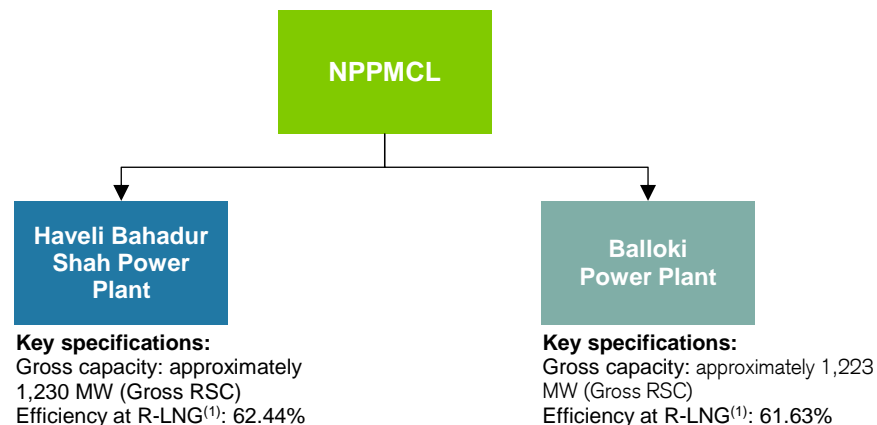 NPPMCL
Haveli Bahadur
Shah Power
Plant
Key specifications:
Gross capacity: approximately
1,230 MW (Gross RSC)
Efficiency at R-LNG(1): 62.44%
Balloki
Power Plant
Key specifications:
Gross capacity: approximately 1,223
MW (Gross RSC)
Efficiency at R-LNG(1): 61.63%